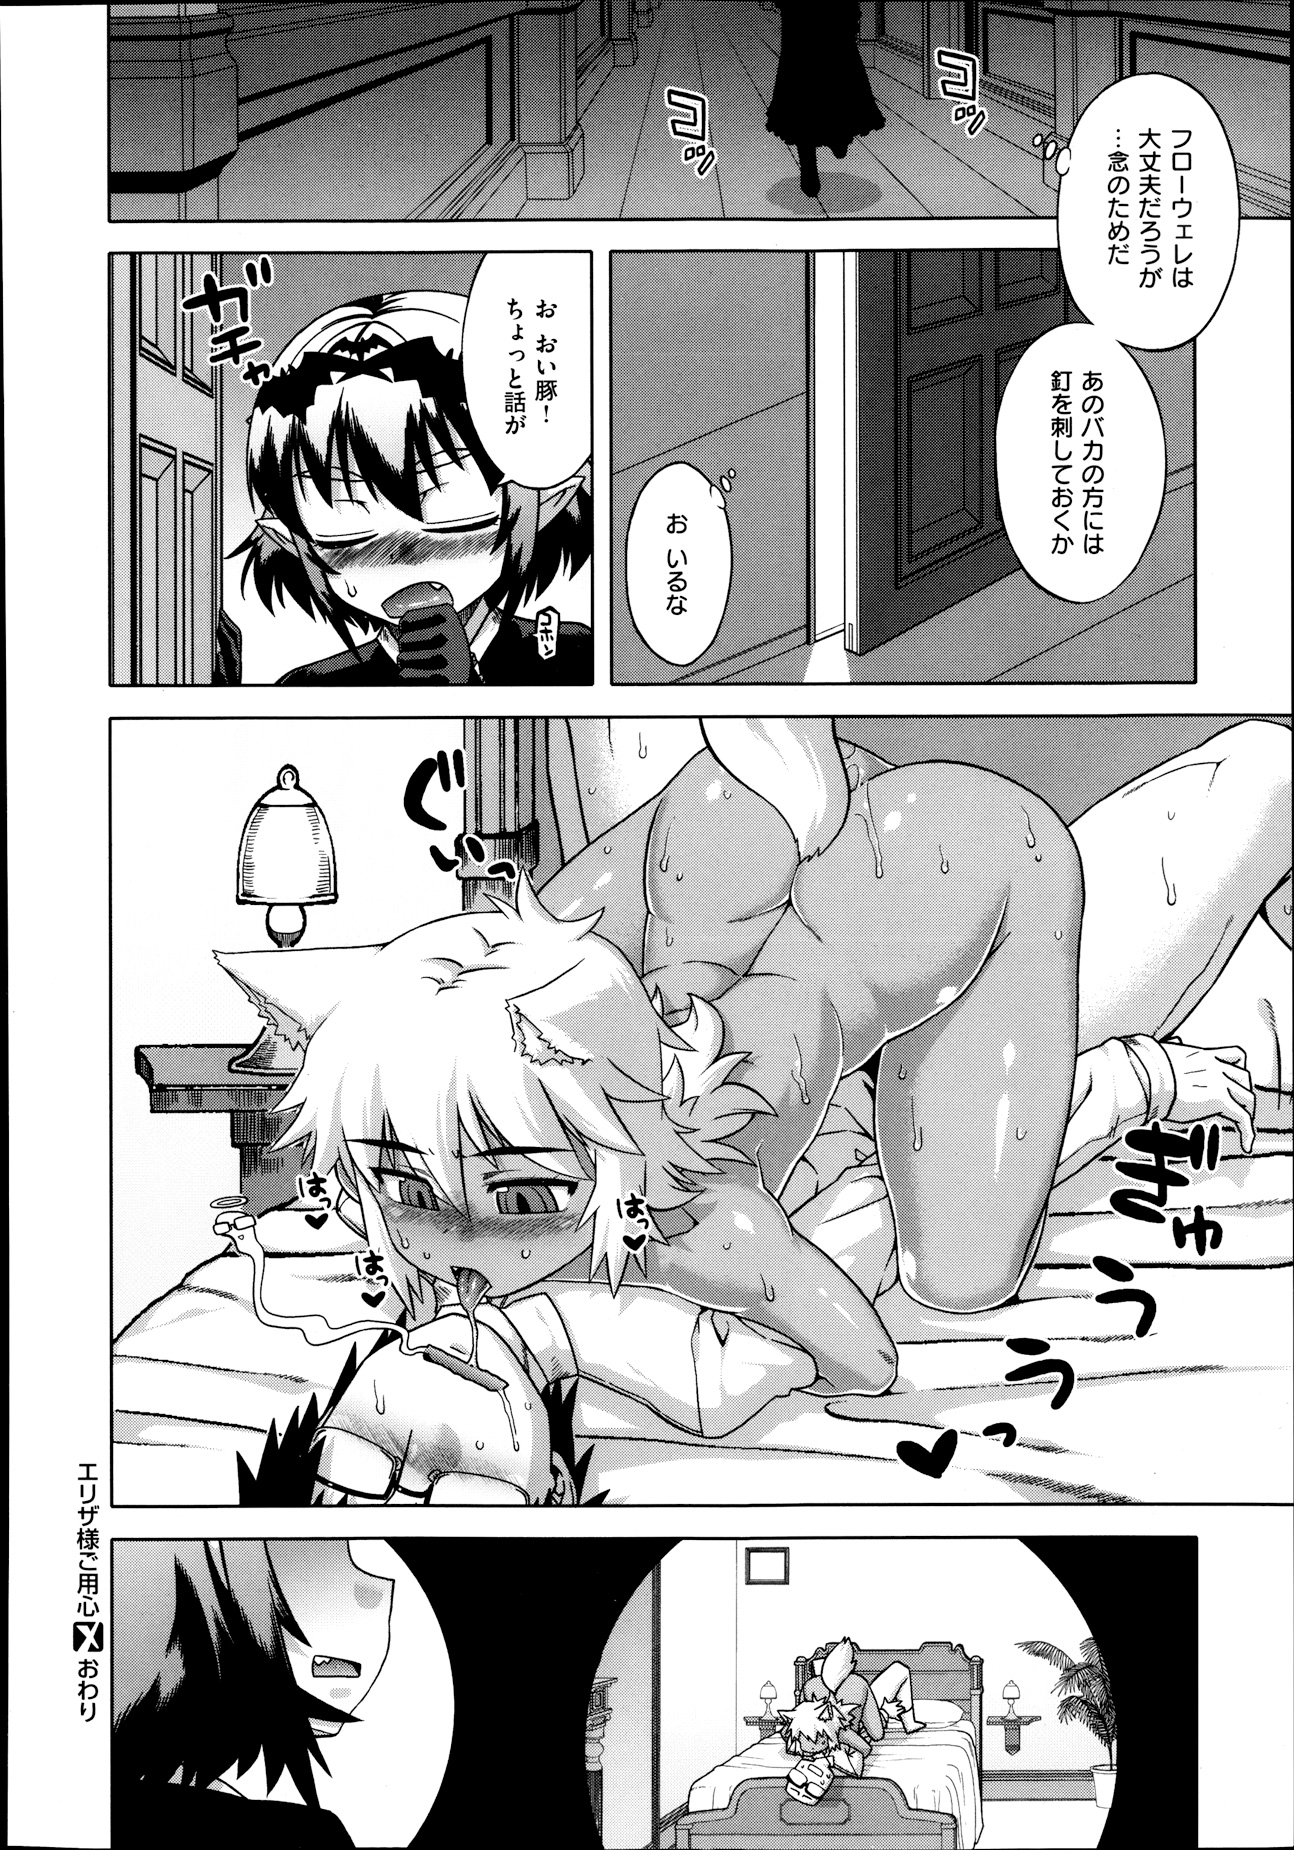 フローウェレは
大丈夫だろうが
…念のためだ
コッ
コッ
あのバカの方には
釘を刺しておくか
お いるな
お おい豚！
ちょっと話が
ガチャ
コホン
ぐいっ
はっ♥
はっ♥
はっ♥
ぎゅううっ♥
エリザ様ご用心 X おわり